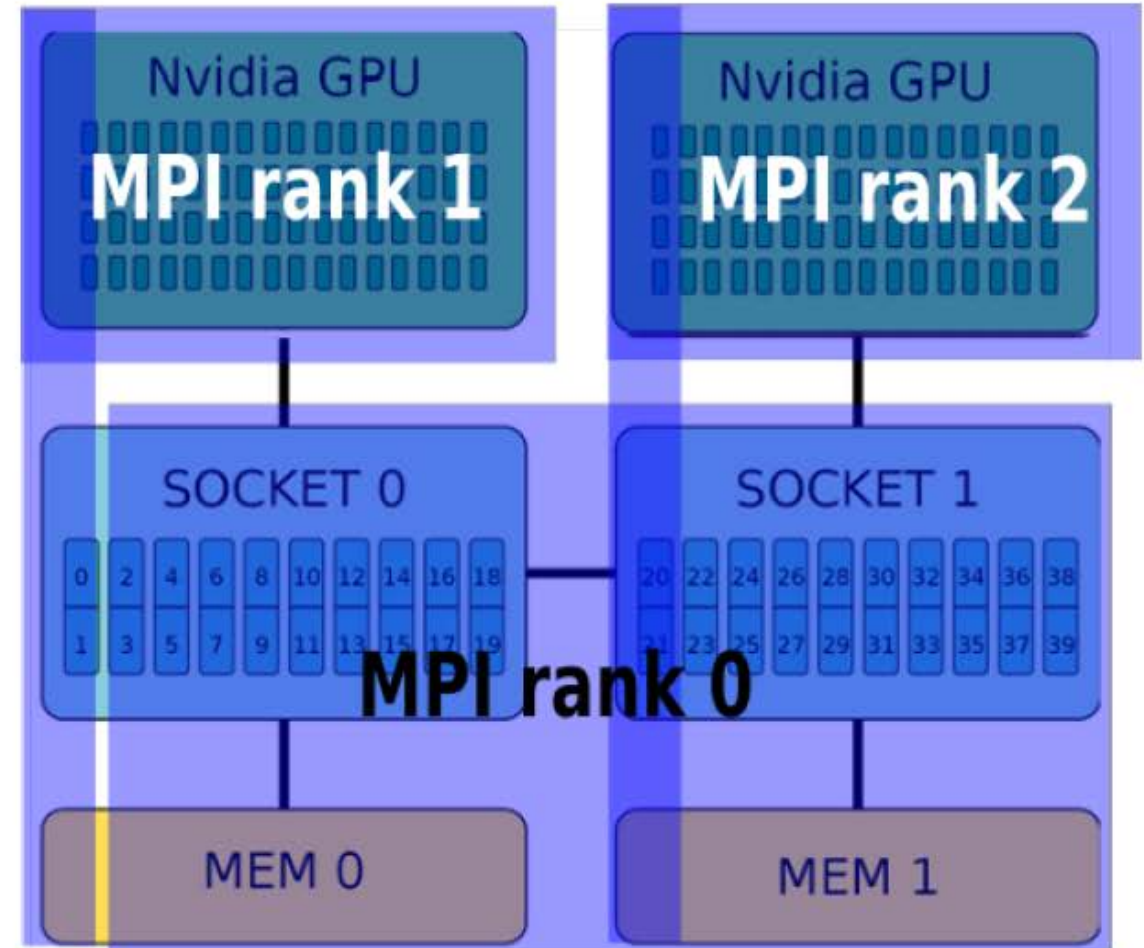 Nvidia GPU
Nvidia GPU
MPI rank 1
MPI rank 2
SOCKET 0
SOCKET 1
0 2 4 6 8 10 12 14 16 18
20 22 24 26 28 30 32 34 36 38
1 3 5 7 9 11 13 15 17 19
21 23 25 27 29 31 33 35 37 39
MPI rank 0
MEM 0
MEM 1